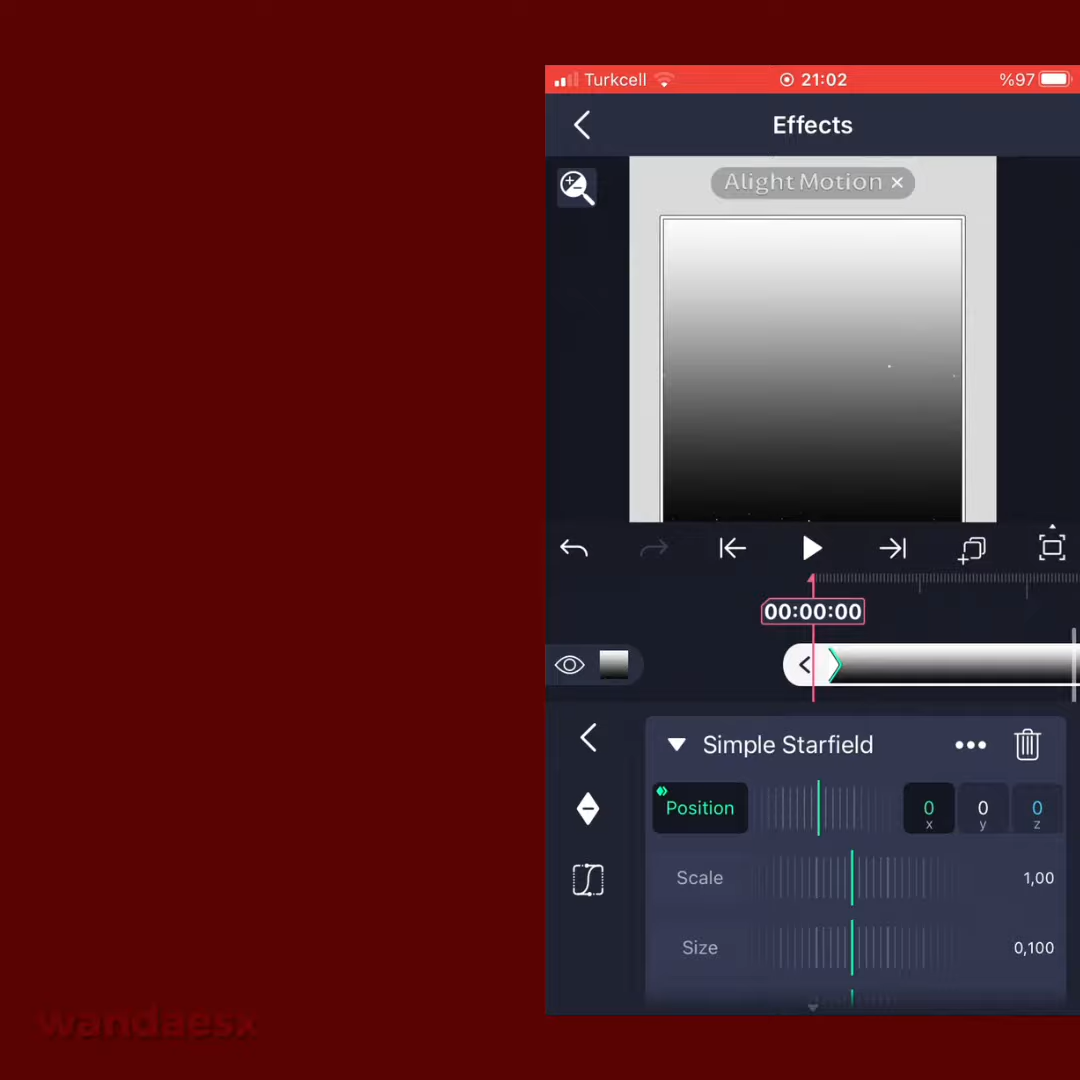 Turkcell 21:02 %97
Effects
Alight Motion ×
00:00:00
Simple Starfield
Position 0 x 0 y 0 z
Scale 1,00
Size 0,100
wandaesx